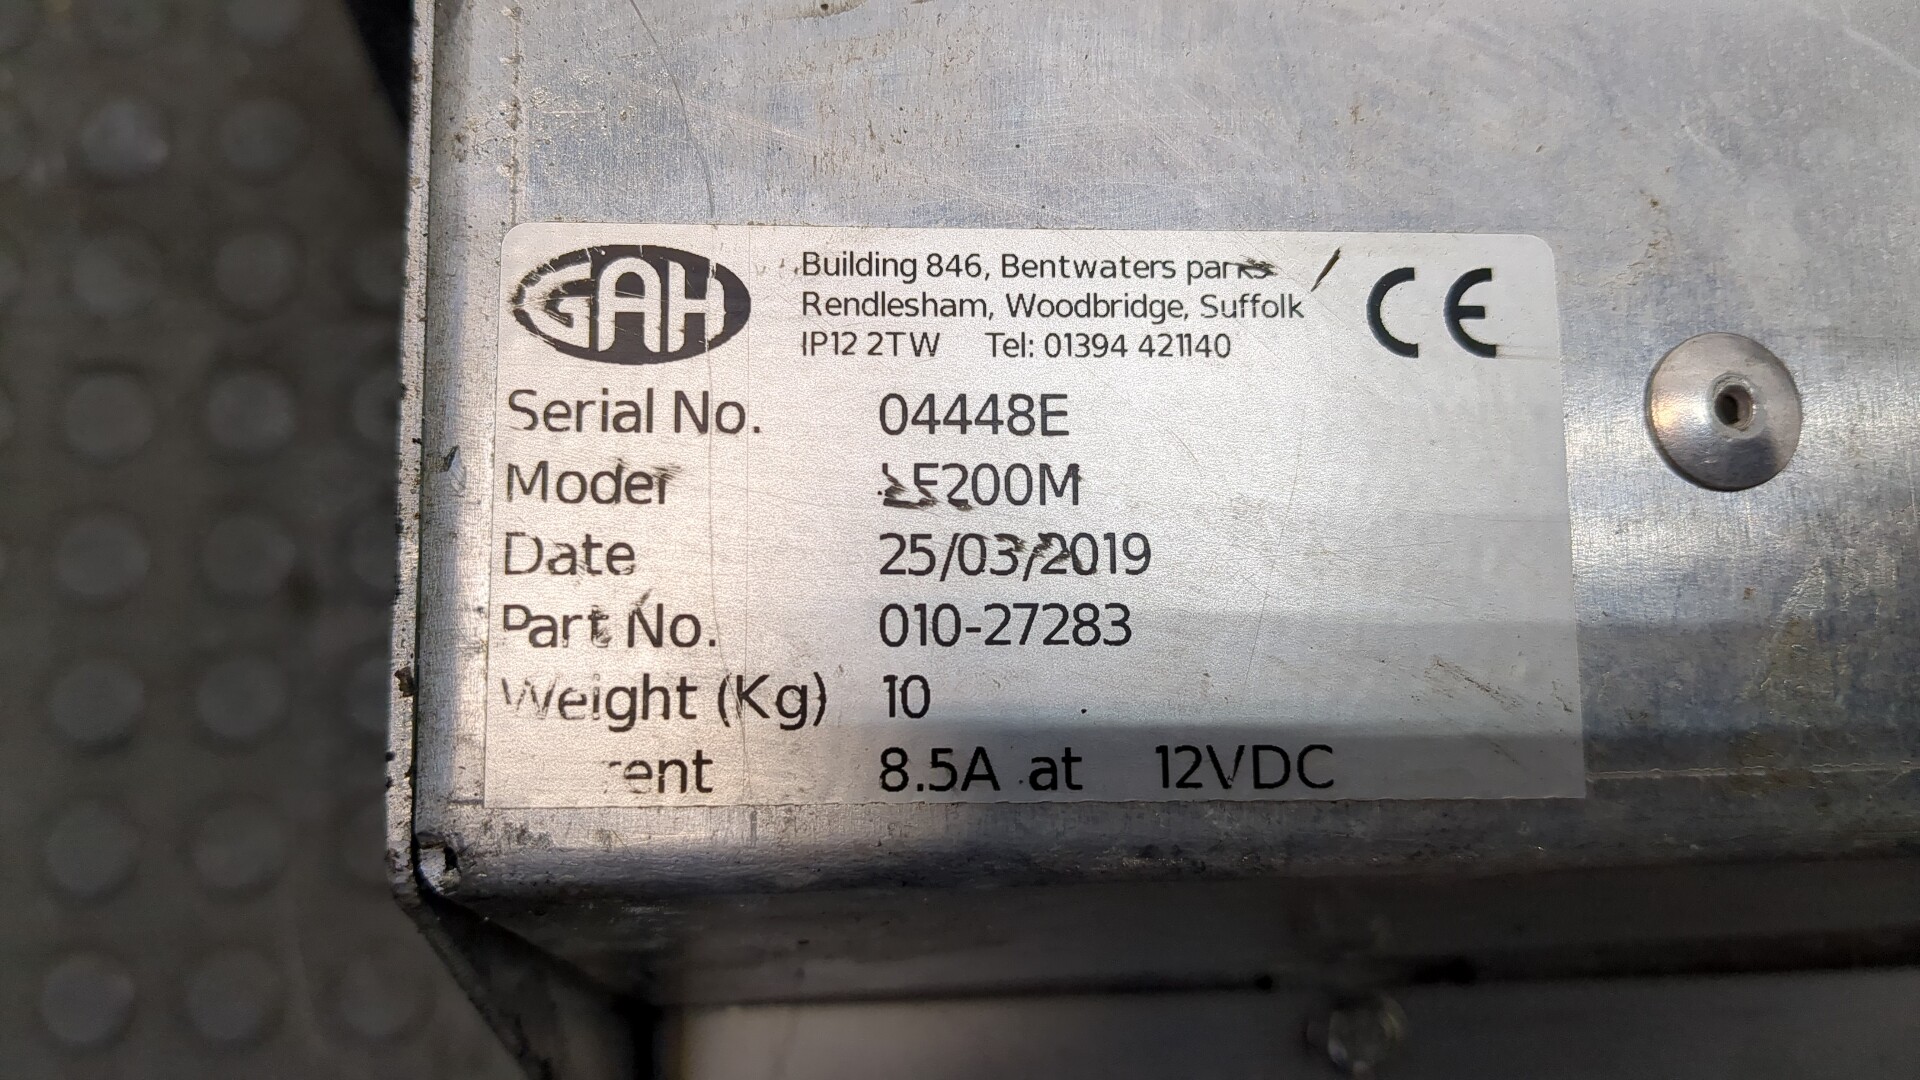 GAH
Building 846, Bentwaters parks
Rendlesham, Woodbridge, Suffolk
IP12 2TW Tel: 01394 421140
CE
Serial No. 04448E
Model
Date 25/03/2019
Part No. 010-27283
Weight (Kg) 10
8.5A at 12VDC